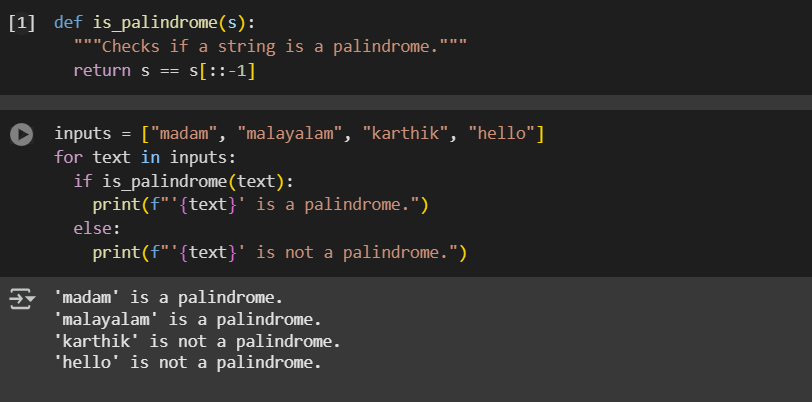 [1] def is_palindrome(s):
  """Checks if a string is a palindrome."""
  return s == s[::-1]
inputs = ["madam", "malayalam", "karthik", "hello"]
for text in inputs:
  if is_palindrome(text):
    print(f"'{text}' is a palindrome.")
  else:
    print(f"'{text}' is not a palindrome.")
'madam' is a palindrome.
'malayalam' is a palindrome.
'karthik' is not a palindrome.
'hello' is not a palindrome.